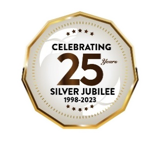 CELEBRATING
25 Years
SILVER JUBILEE
1998-2023